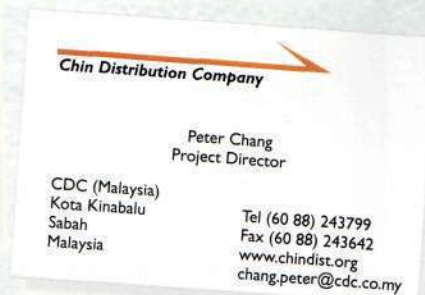 Chin Distribution Company
Peter Chang
Project Director
CDC (Malaysia)
Kota Kinabalu
Sabah
Malaysia
Tel (60 88) 243799
Fax (60 88) 243642
www.chindist.org
chang.peter@cdc.co.my